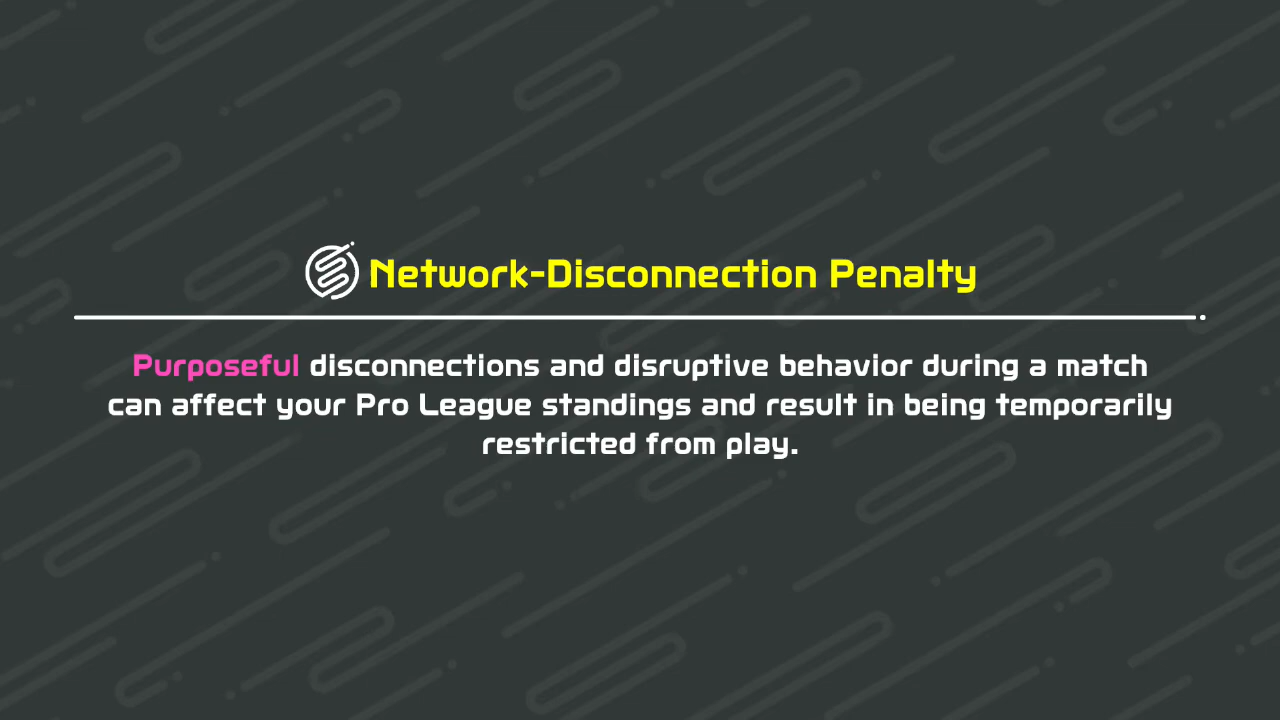 Network-Disconnection Penalty
Purposeful disconnections and disruptive behavior during a match
can affect your Pro League standings and result in being temporarily
restricted from play.